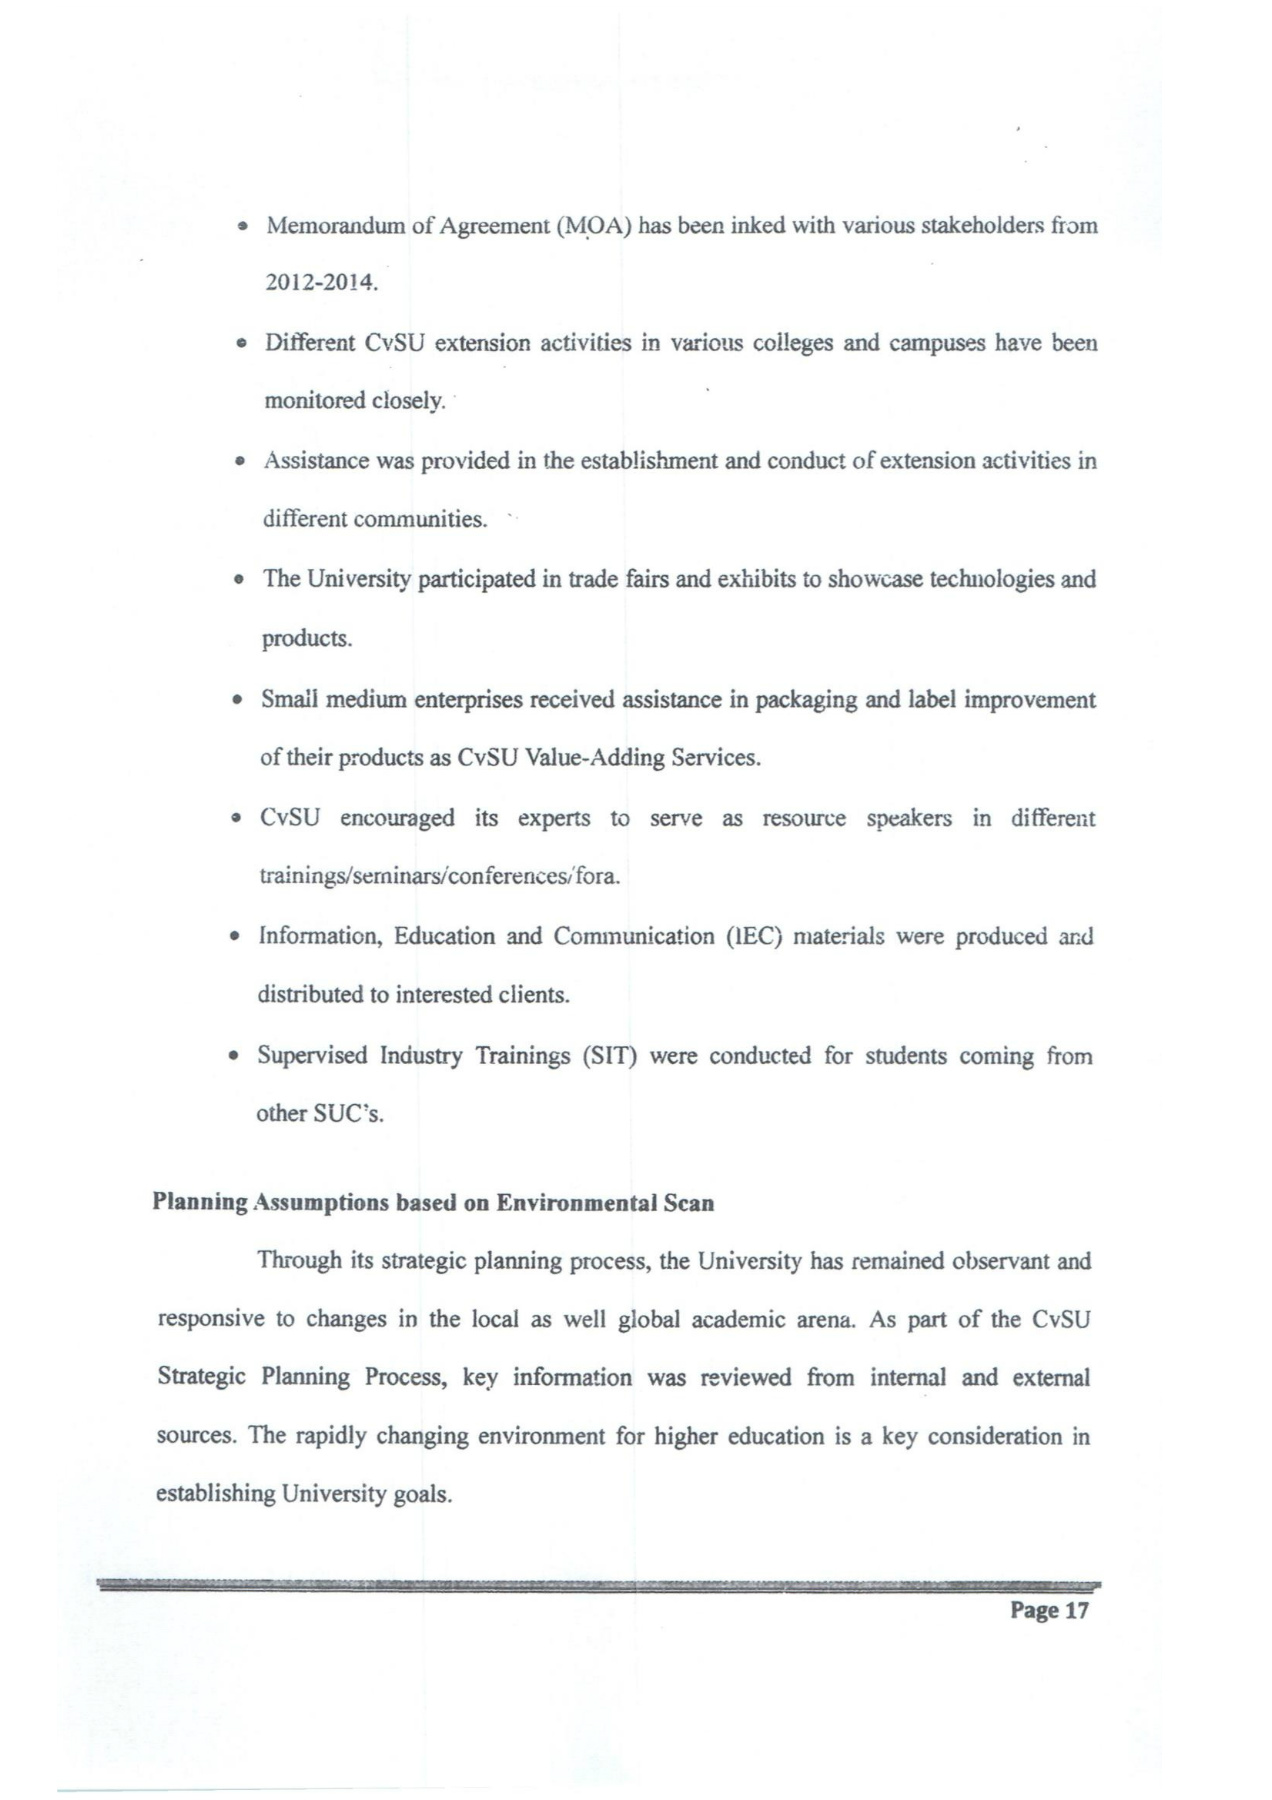 • Memorandum of Agreement (MOA) has been inked with various stakeholders from
2012-2014.
• Different CvSU extension activities in various colleges and campuses have been
monitored closely.
• Assistance was provided in the establishment and conduct of extension activities in
different communities.
• The University participated in trade fairs and exhibits to showcase technologies and
products.
• Small medium enterprises received assistance in packaging and label improvement
of their products as CvSU Value-Adding Services.
• CvSU encouraged its experts to serve as resource speakers in different
trainings/seminars/conferences/fora.
• Information, Education and Communication (IEC) materials were produced and
distributed to interested clients.
• Supervised Industry Trainings (SIT) were conducted for students coming from
other SUC's.
Planning Assumptions based on Environmental Scan
Through its strategic planning process, the University has remained observant and
responsive to changes in the local as well global academic arena. As part of the CvSU
Strategic Planning Process, key information was reviewed from internal and external
sources. The rapidly changing environment for higher education is a key consideration in
establishing University goals.
Page 17